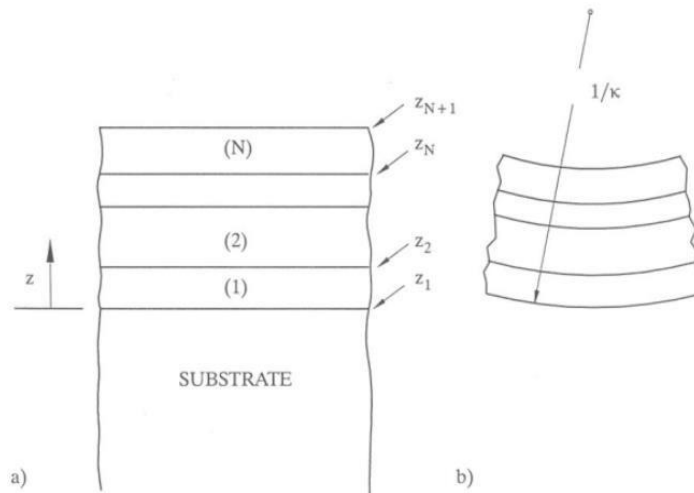 z_{N+1}
1/κ
(N)
z_N
(2)
z_2
z
(1)
z_1
SUBSTRATE
a)
b)